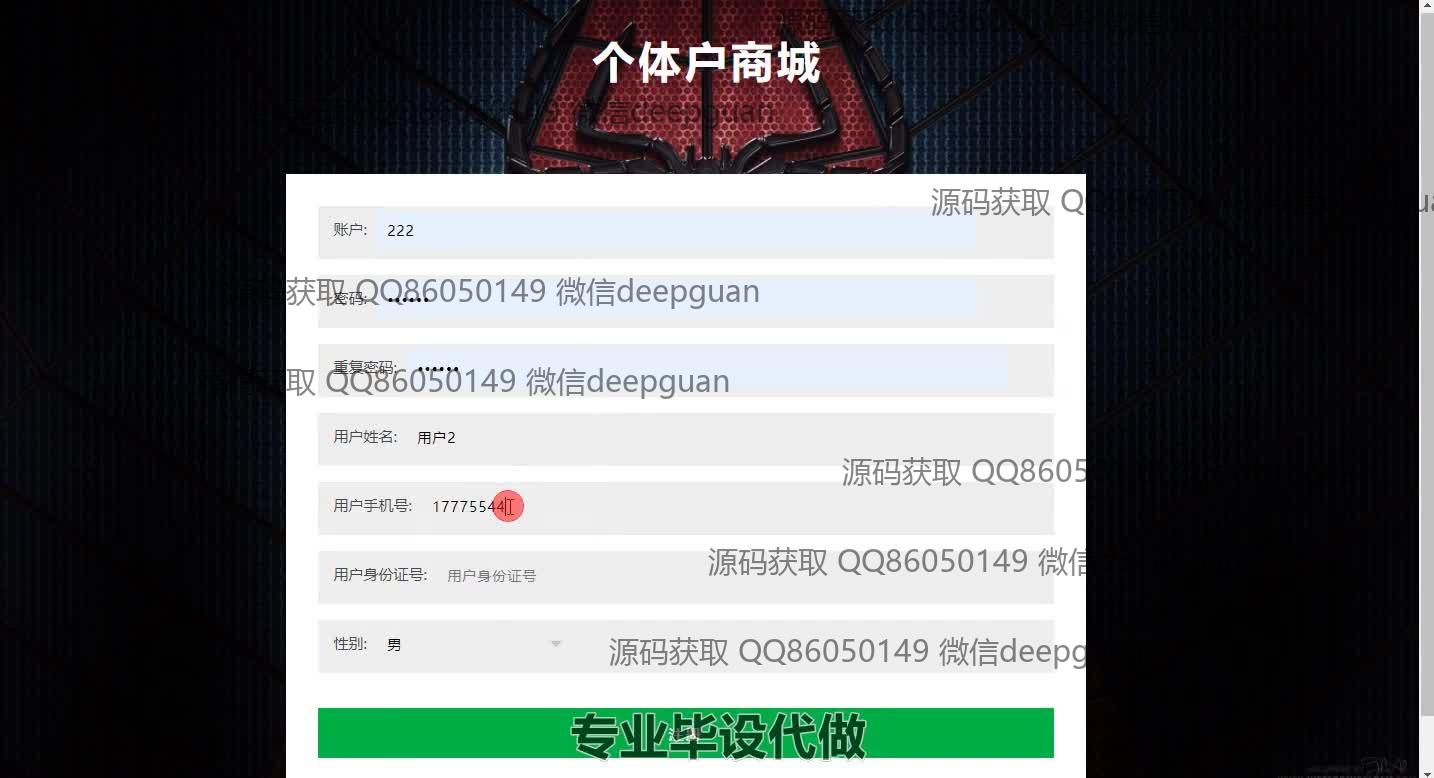 个体户商城
微信deepguan
源码获取 Q
账户: 222
获取 QQ86050149 微信deepguan
密码: ••••••
重复密码: ••••••
取 QQ86050149 微信deepguan
用户姓名: 用户2
源码获取 QQ8605
用户手机号: 17775544
源码获取 QQ86050149 微信
用户身份证号: 用户身份证号
性别: 男
源码获取 QQ86050149 微信deepg
专业毕设代做